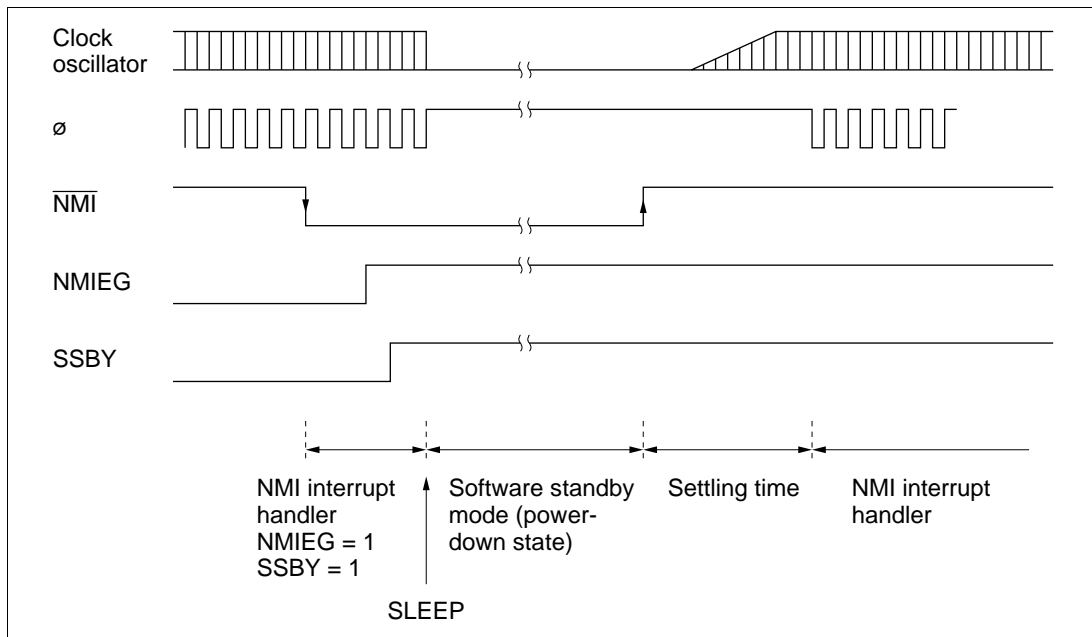 Clock
oscillator
ø
N̅M̅I̅
NMIEG
SSBY
NMI interrupt
handler
NMIEG = 1
SSBY = 1
Software standby
mode (power-
down state)
Settling time
NMI interrupt
handler
SLEEP